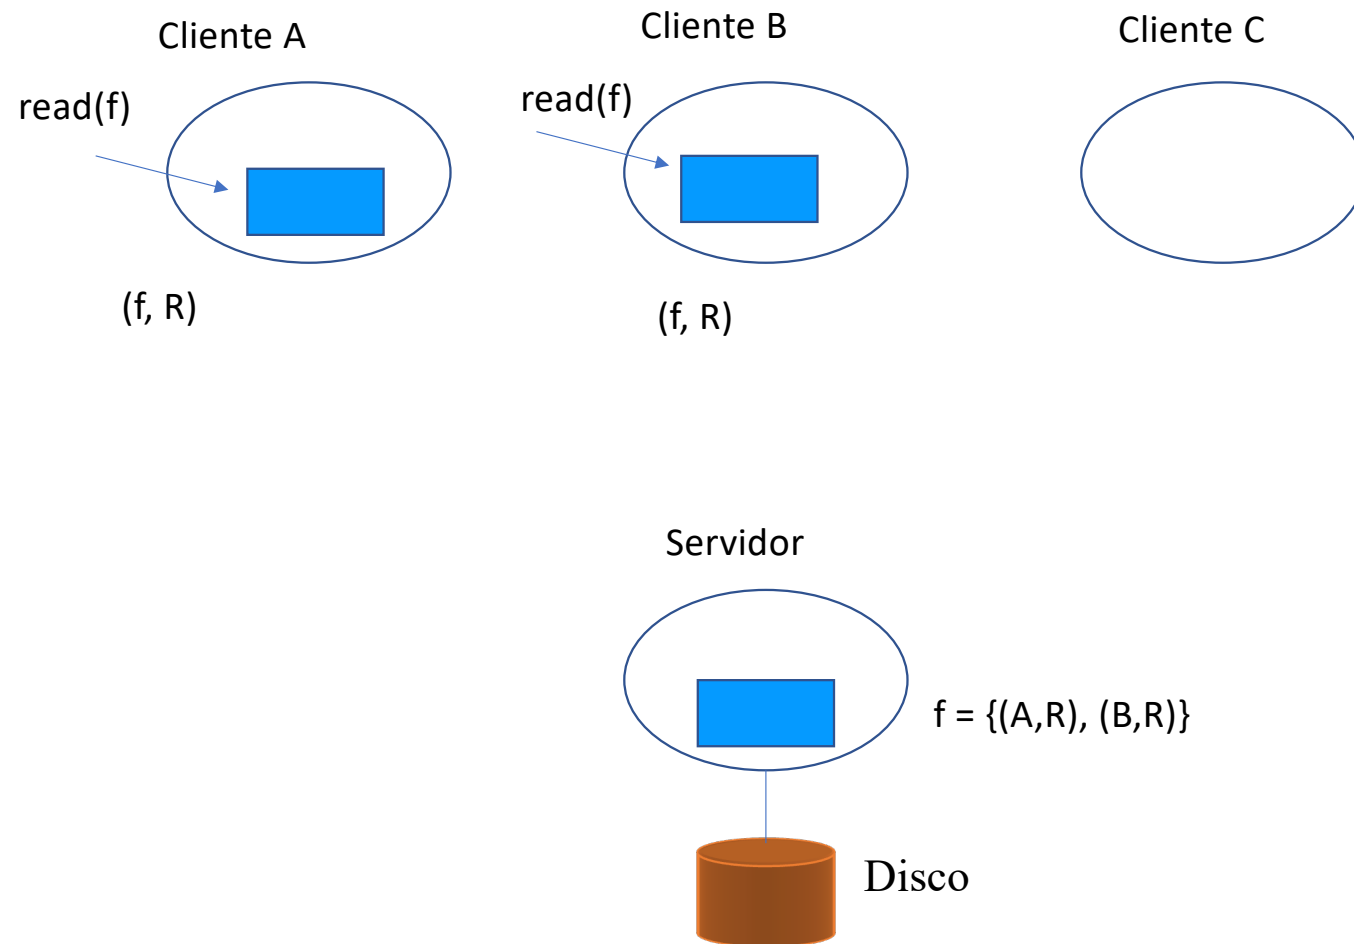 Cliente A
Cliente B
Cliente C
read(f)
read(f)
(f, R)
(f, R)
Servidor
f = {(A,R), (B,R)}
Disco